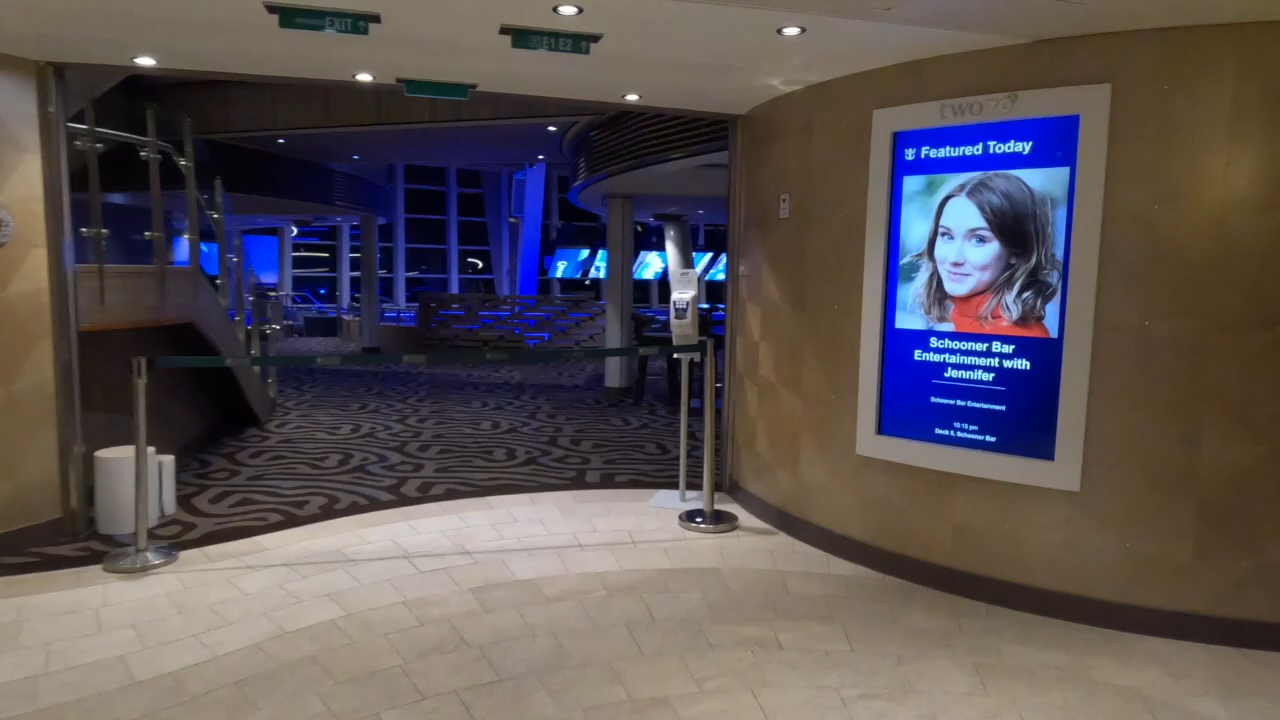 EXIT
E1 E2
two70°
Featured Today
Schooner Bar
Entertainment with
Jennifer
Schooner Bar Entertainment
10:15 pm
Deck 5, Schooner Bar